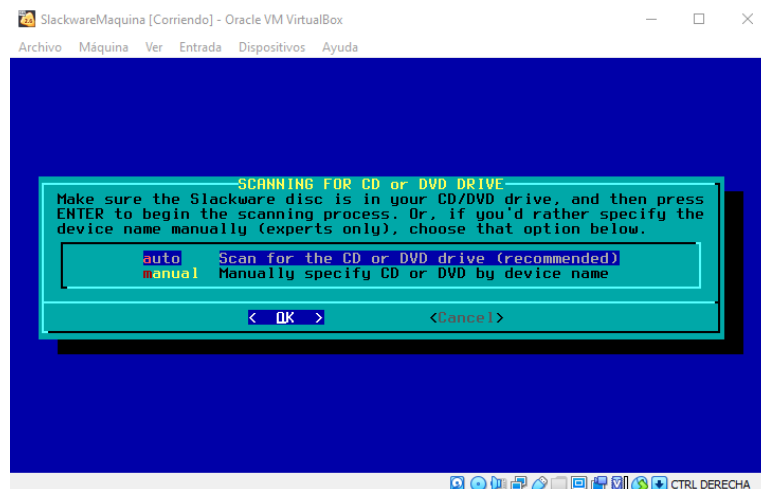 SlackwareMaquina [Corriendo] - Oracle VM VirtualBox
Archivo Máquina Ver Entrada Dispositivos Ayuda
SCANNING FOR CD or DVD DRIVE
Make sure the Slackware disc is in your CD/DVD drive, and then press
ENTER to begin the scanning process. Or, if you'd rather specify the
device name manually (experts only), choose that option below.
auto Scan for the CD or DVD drive (recommended)
manual Manually specify CD or DVD by device name
< OK > <Cancel>
CTRL DERECHA